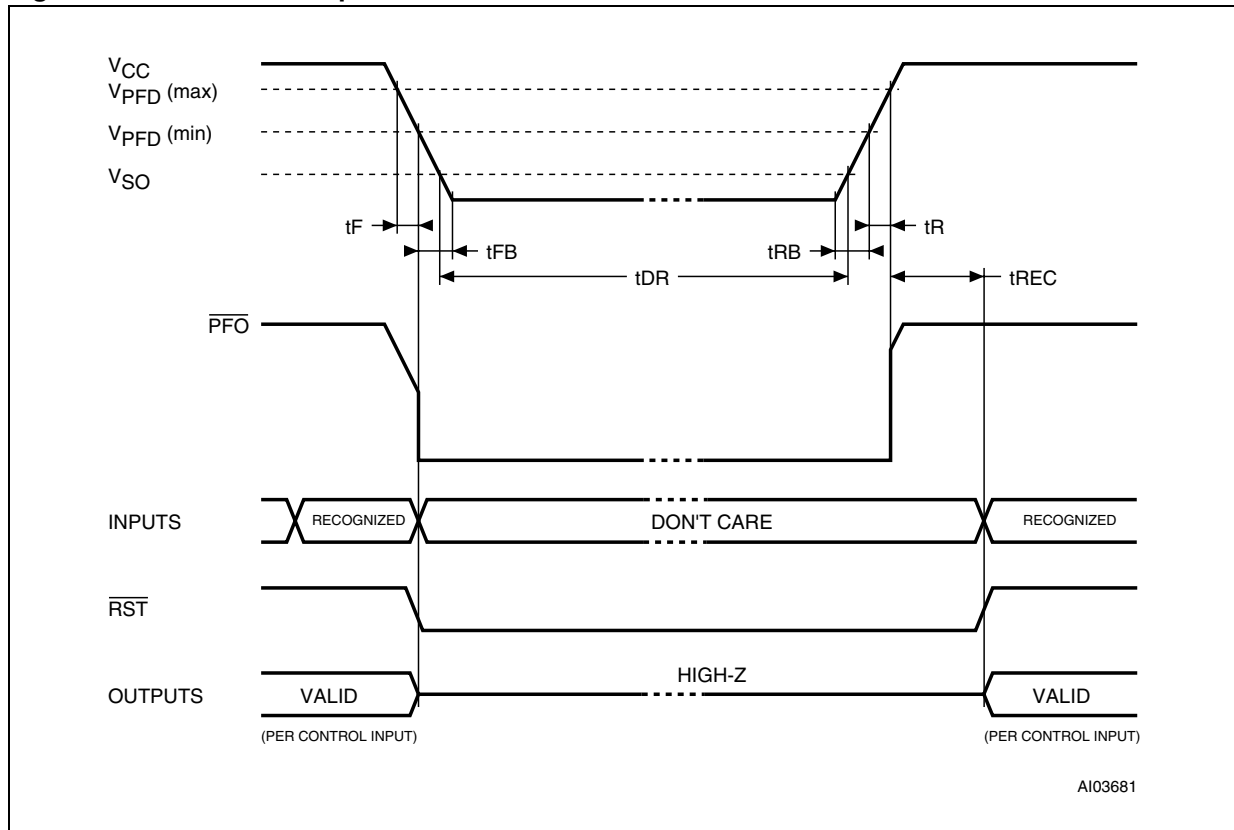 VCC
VPFD (max)
VPFD (min)
VSO
tF
tFB
tDR
tRB
tR
tREC
PFO
INPUTS
RECOGNIZED
DON'T CARE
RECOGNIZED
RST
HIGH-Z
OUTPUTS
VALID
VALID
(PER CONTROL INPUT)
(PER CONTROL INPUT)
AI03681